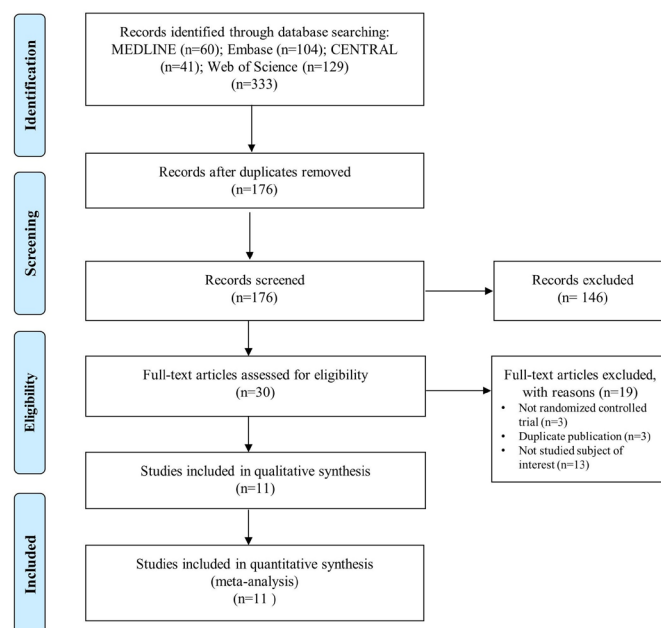 Identification
Records identified through database searching:
MEDLINE (n=60); Embase (n=104); CENTRAL
(n=41); Web of Science (n=129)
(n=333)
Records after duplicates removed
(n=176)
Screening
Records screened
(n=176)
Records excluded
(n= 146)
Eligibility
Full-text articles assessed for eligibility
(n=30)
Full-text articles excluded,
with reasons (n=19)
• Not randomized controlled
trial (n=3)
• Duplicate publication (n=3)
• Not studied subject of
interest (n=13)
Studies included in qualitative synthesis
(n=11)
Included
Studies included in quantitative synthesis
(meta-analysis)
(n=11 )